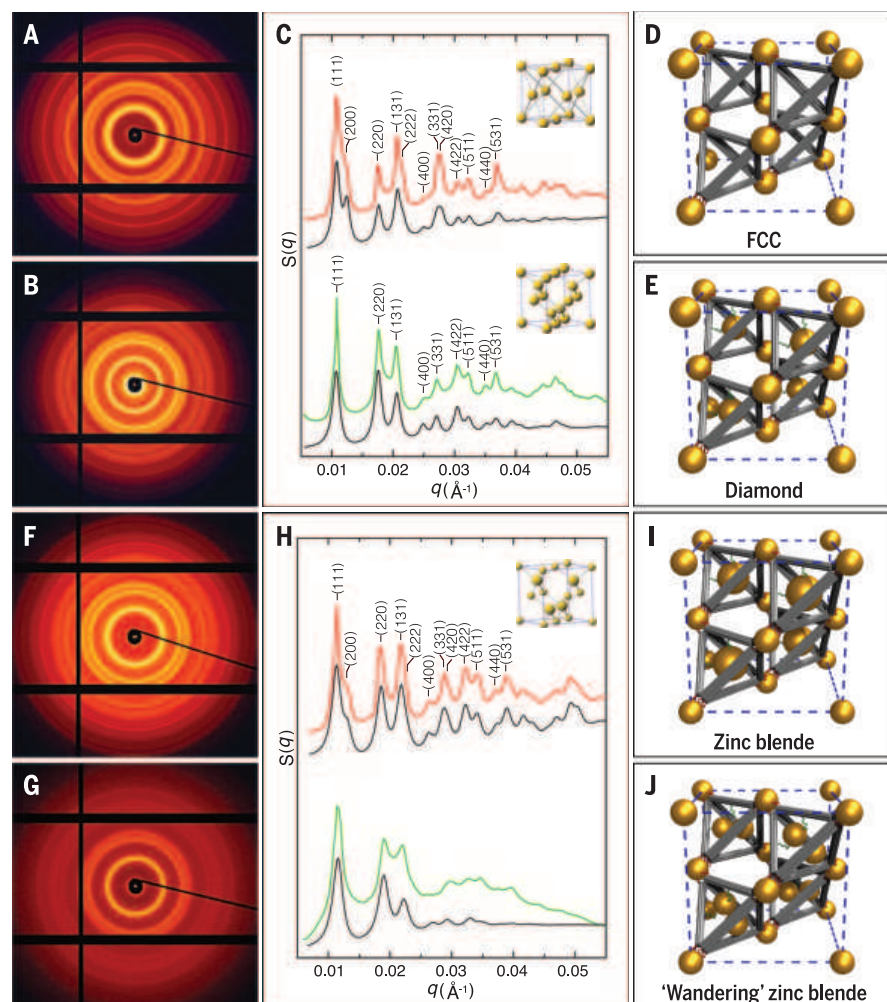 A
B
C
S(q)
(111)
(200)
(220)
(131)
(222)
(400)
(331)
(420)
(422)
(511)
(440)
(531)
(111)
(220)
(131)
(400)
(331)
(422)
(511)
(440)
(531)
0.01 0.02 0.03 0.04 0.05
q(Å⁻¹)
D
FCC
E
Diamond
F
G
H
S(q)
(111)
(200)
(220)
(131)
(222)
(400)
(331)
(420)
(422)
(511)
(440)
(531)
0.01 0.02 0.03 0.04 0.05
q(Å⁻¹)
I
Zinc blende
J
‘Wandering’ zinc blende